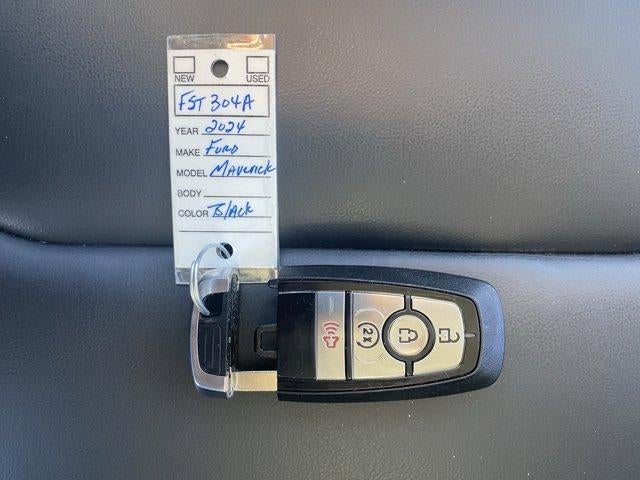 NEW USED
FST304A
YEAR 2024
MAKE FORD
MODEL MAVERICK
BODY
COLOR BLACK
2x